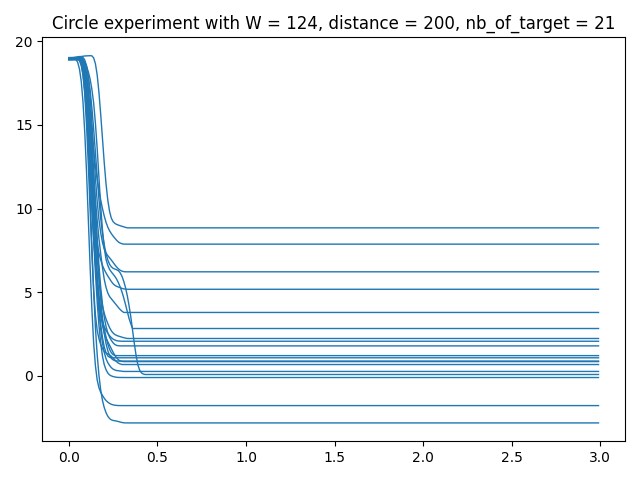 Circle experiment with W = 124, distance = 200, nb_of_target = 21
20
15
10
5
0
0.0 0.5 1.0 1.5 2.0 2.5 3.0